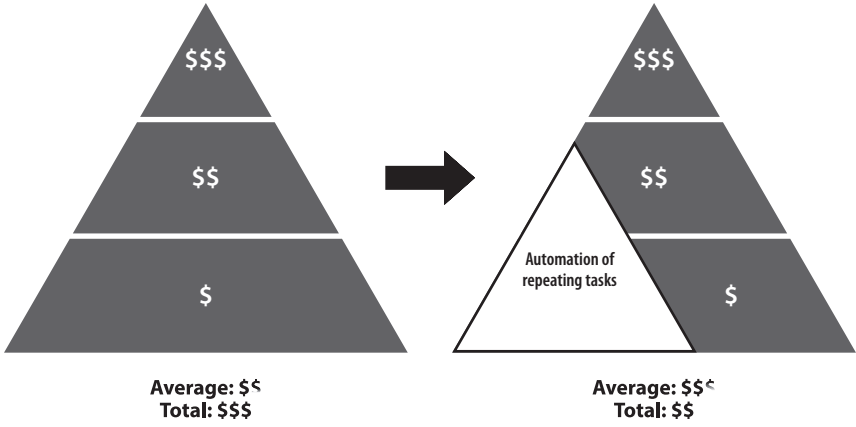 $$$
$$
$
Average: $$
Total: $$$
$$$
$$
Automation of
repeating tasks
$
Average: $$
Total: $$